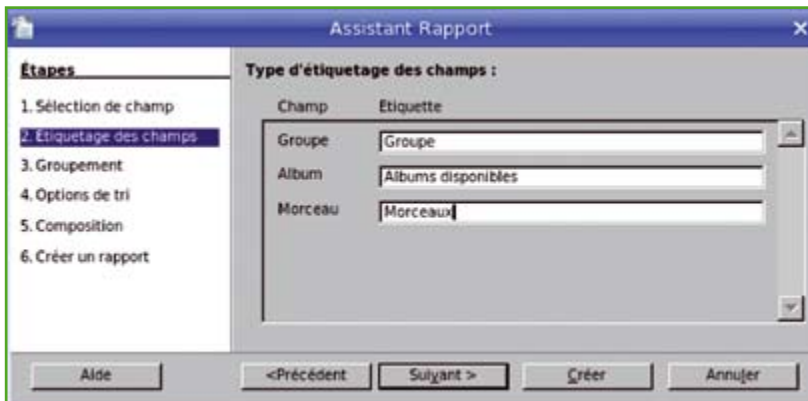 Assistant Rapport
Étapes
1. Sélection de champ
2. Étiquetage des champs
3. Groupement
4. Options de tri
5. Composition
6. Créer un rapport
Type d'étiquetage des champs :
Champ Etiquette
Groupe Groupe
Album Albums disponibles
Morceau Morceaux
Aide <Précédent Suivant > Créer Annuler